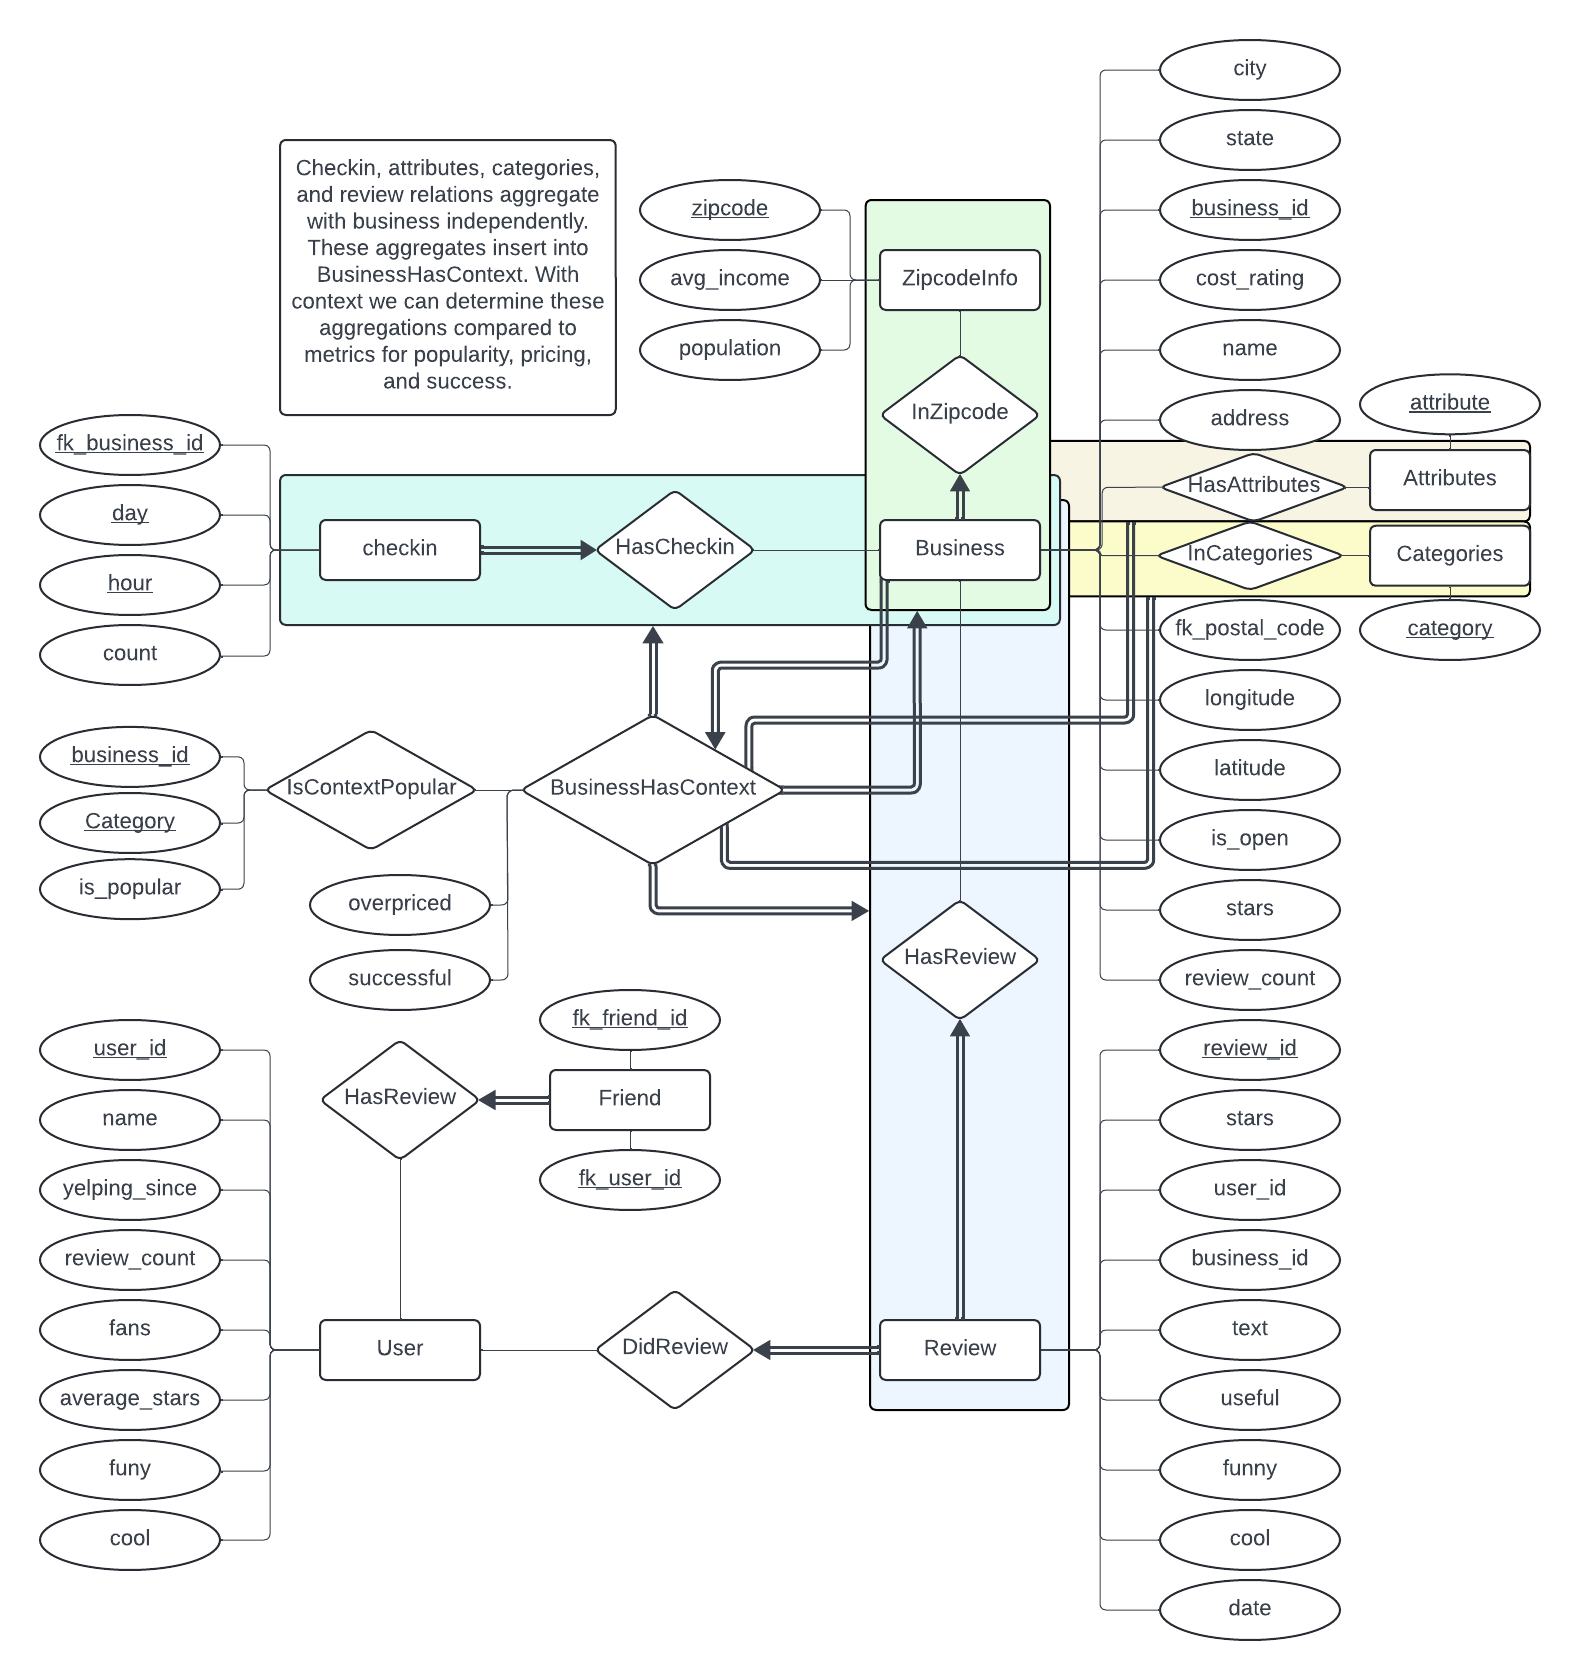 city
state
business_id
cost_rating
name
address
Checkin, attributes, categories,
and review relations aggregate
with business independently.
These aggregates insert into
BusinessHasContext. With
context we can determine these
aggregations compared to
metrics for popularity, pricing,
and success.
zipcode
avg_income
population
ZipcodeInfo
InZipcode
attribute
HasAttributes
Attributes
fk_business_id
day
hour
count
checkin
HasCheckin
Business
InCategories
Categories
category
fk_postal_code
longitude
latitude
is_open
stars
review_count
business_id
Category
is_popular
IsContextPopular
BusinessHasContext
overpriced
successful
HasReview
fk_friend_id
Friend
fk_user_id
HasReview
user_id
name
yelping_since
review_count
fans
average_stars
funy
cool
User
DidReview
Review
review_id
stars
user_id
business_id
text
useful
funny
cool
date